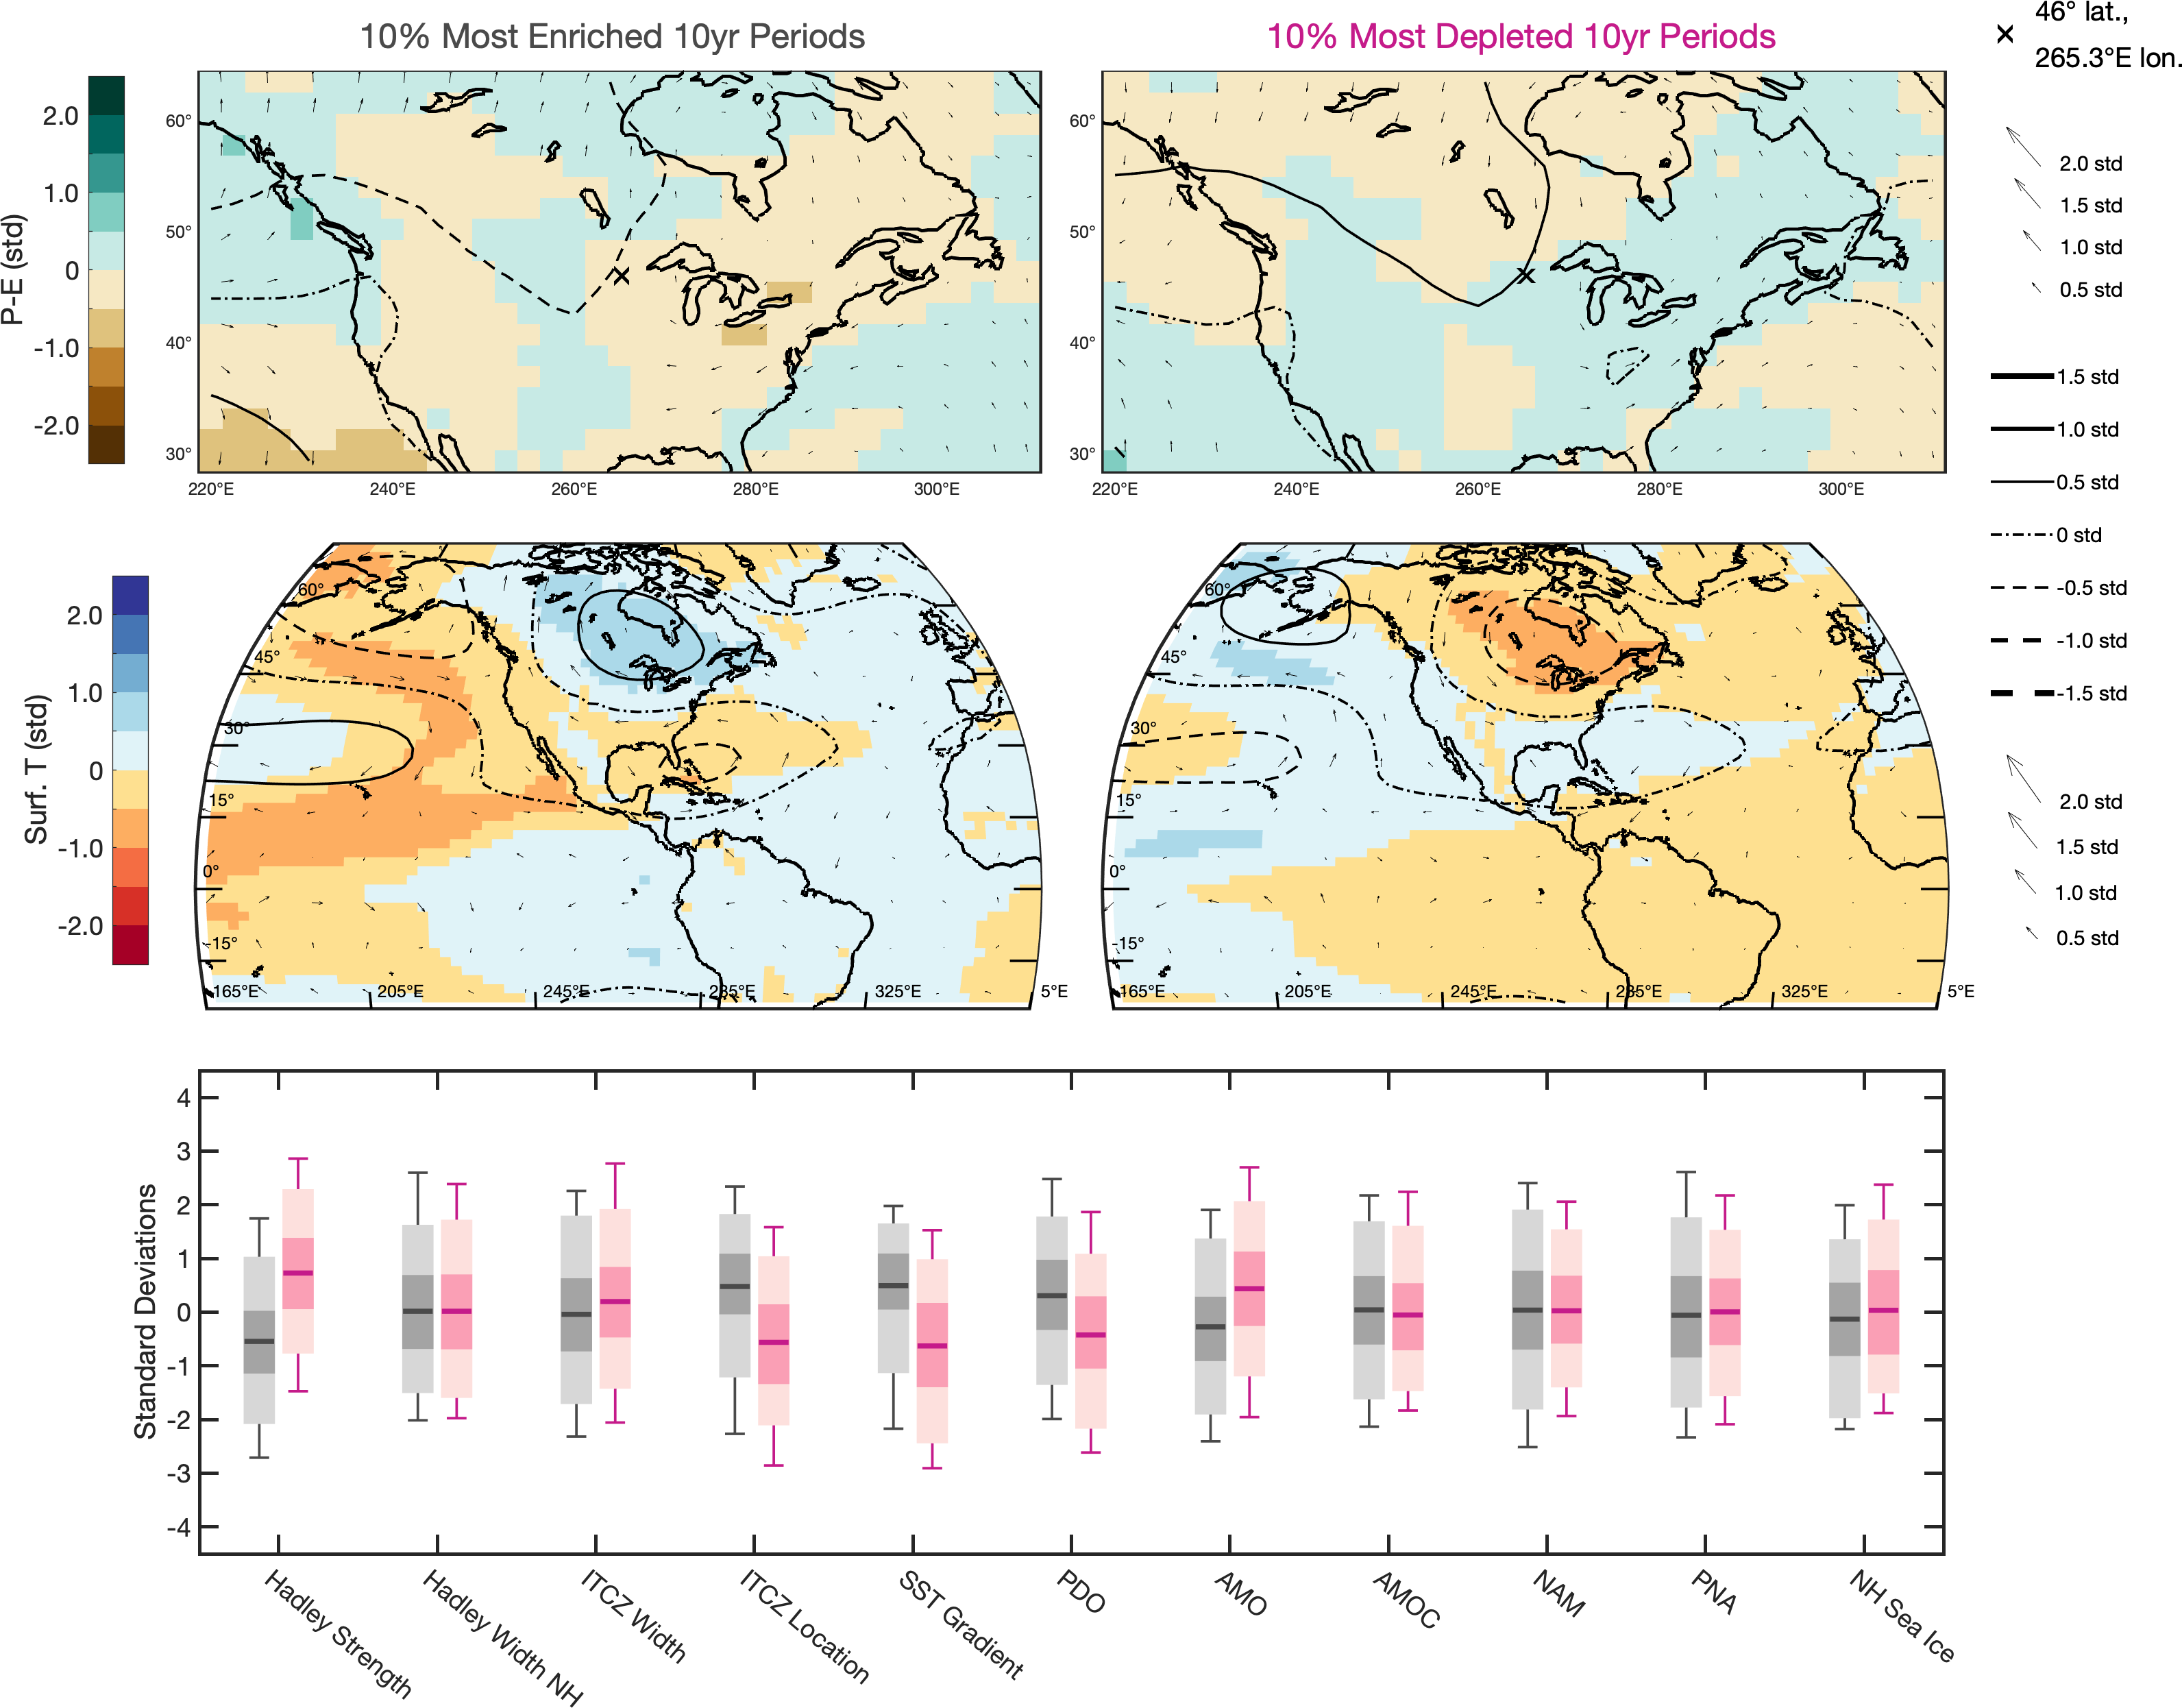 10% Most Enriched 10yr Periods
10% Most Depleted 10yr Periods
46° lat.,
265.3°E lon.
P-E (std)
2.0
1.0
0
-1.0
-2.0
60°
50°
40°
30°
220°E
240°E
260°E
280°E
300°E
60°
50°
40°
30°
220°E
240°E
260°E
280°E
300°E
2.0 std
1.5 std
1.0 std
0.5 std
1.5 std
1.0 std
0.5 std
0 std
-0.5 std
-1.0 std
-1.5 std
Surf. T (std)
2.0
1.0
0
-1.0
-2.0
60°
45°
30°
15°
0°
-15°
165°E
205°E
245°E
285°E
325°E
5°E
60°
45°
30°
15°
0°
-15°
165°E
205°E
245°E
285°E
325°E
5°E
2.0 std
1.5 std
1.0 std
0.5 std
Standard Deviations
4
3
2
1
0
-1
-2
-3
-4
Hadley Strength
Hadley Width NH
ITCZ Width
ITCZ Location
SST Gradient
PDO
AMO
AMOC
NAM
PNA
NH Sea Ice